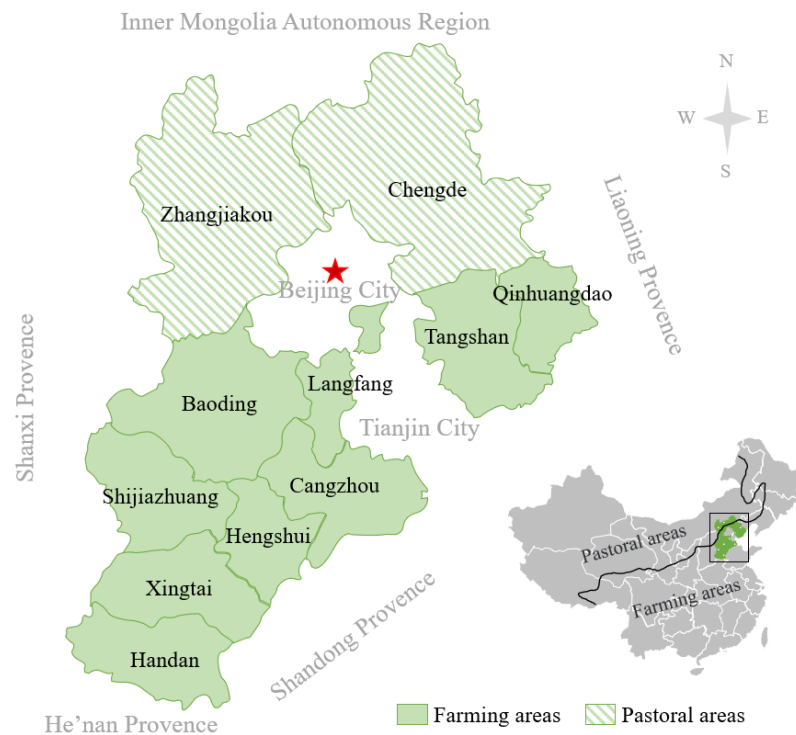 Inner Mongolia Autonomous Region
N
W
E
S
Zhangjiakou
Chengde
Liaoning Province
Beijing City
Qinhuangdao
Tangshan
Langfang
Baoding
Tianjin City
Shanxi Provence
Shijiazhuang
Cangzhou
Hengshui
Xingtai
Handan
Shandong Provence
He'nan Provence
Pastoral areas
Farming areas
Farming areas
Pastoral areas